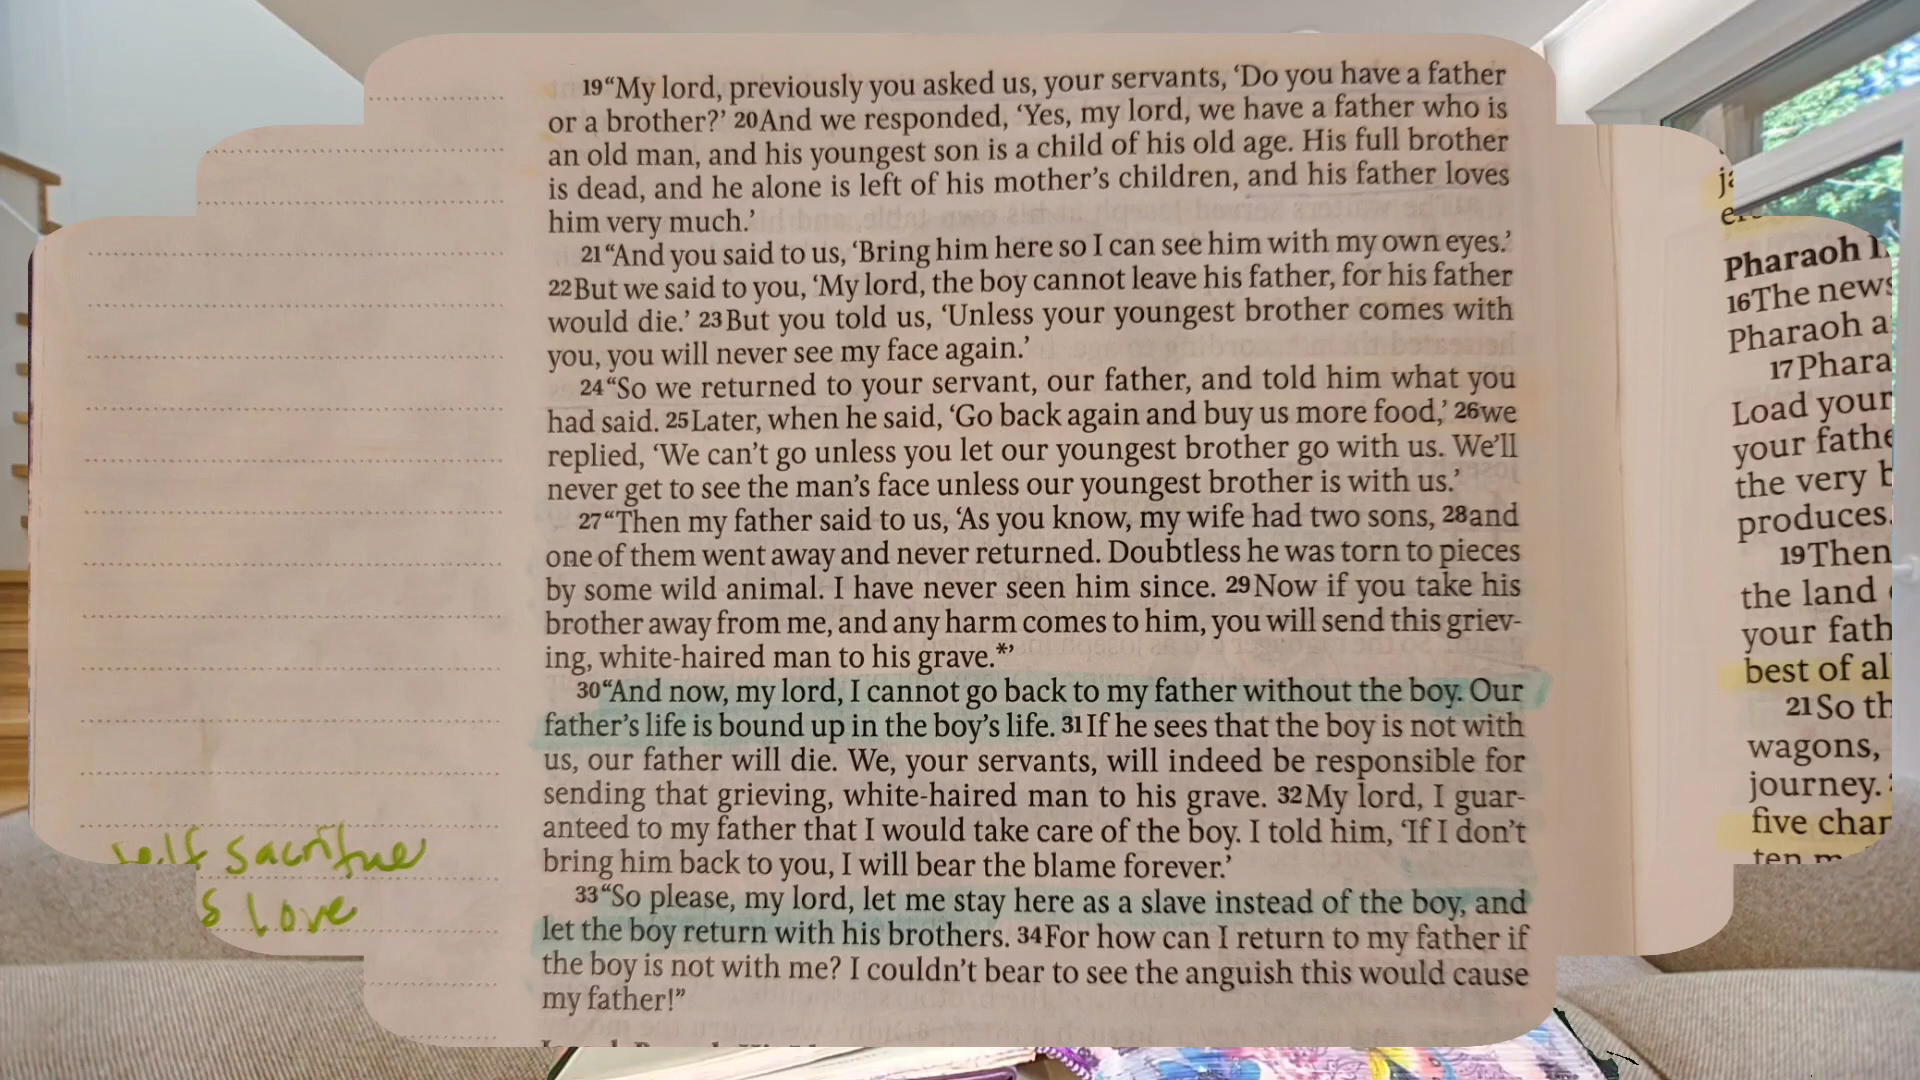 19“My lord, previously you asked us, your servants, ‘Do you have a father
or a brother?’ 20And we responded, ‘Yes, my lord, we have a father who is
an old man, and his youngest son is a child of his old age. His full brother
is dead, and he alone is left of his mother’s children, and his father loves
him very much.’
21“And you said to us, ‘Bring him here so I can see him with my own eyes.’
22But we said to you, ‘My lord, the boy cannot leave his father, for his father
would die.’ 23But you told us, ‘Unless your youngest brother comes with
you, you will never see my face again.’
24“So we returned to your servant, our father, and told him what you
had said. 25Later, when he said, ‘Go back again and buy us more food,’ 26we
replied, ‘We can’t go unless you let our youngest brother go with us. We’ll
never get to see the man’s face unless our youngest brother is with us.’
27“Then my father said to us, ‘As you know, my wife had two sons, 28and
one of them went away and never returned. Doubtless he was torn to pieces
by some wild animal. I have never seen him since. 29Now if you take his
brother away from me, and any harm comes to him, you will send this griev-
ing, white-haired man to his grave.*’
30“And now, my lord, I cannot go back to my father without the boy. Our
father’s life is bound up in the boy’s life. 31If he sees that the boy is not with
us, our father will die. We, your servants, will indeed be responsible for
sending that grieving, white-haired man to his grave. 32My lord, I guar-
anteed to my father that I would take care of the boy. I told him, ‘If I don’t
bring him back to you, I will bear the blame forever.’
33“So please, my lord, let me stay here as a slave instead of the boy, and
let the boy return with his brothers. 34For how can I return to my father if
the boy is not with me? I couldn’t bear to see the anguish this would cause
my father!”
self
love
Pharaoh
16The news
Pharaoh a
17Phara
Load your
your fathe
the very b
produces.
19Then
the land
your fath
best of al
21So th
wagons,
journey.
five char
ten